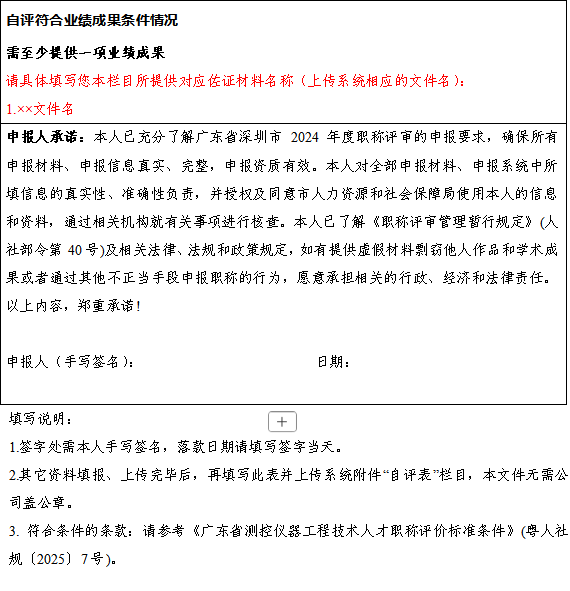 自评符合业绩成果条件情况
需至少提供一项业绩成果
请具体填写您本栏目所提供对应佐证材料名称（上传系统相应的文件名）：
1.××文件名
申报人承诺：本人已充分了解广东省深圳市 2024 年度职称评审的申报要求，确保所有
申报材料、申报信息真实、完整，申报资质有效。本人对全部申报材料、申报系统中所
填信息的真实性、准确性负责，并授权及同意市人力资源和社会保障局使用本人的信息
和资料，通过相关机构就有关事项进行核查。本人已了解《职称评审管理暂行规定》(人
社部令第 40 号)及相关法律、法规和政策规定，如有提供虚假材料剽窃他人作品和学术成
果或者通过其他不正当手段申报职称的行为，愿意承担相关的行政、经济和法律责任。
以上内容，郑重承诺!
申报人（手写签名）： 日期：
填写说明：
1.签字处需本人手写签名，落款日期请填写签字当天。
2.其它资料填报、上传完毕后，再填写此表并上传系统附件“自评表”栏目，本文件无需公
司盖公章。
3. 符合条件的条款：请参考《广东省测控仪器工程技术人才职称评价标准条件》(粤人社
规〔2025〕7 号)。